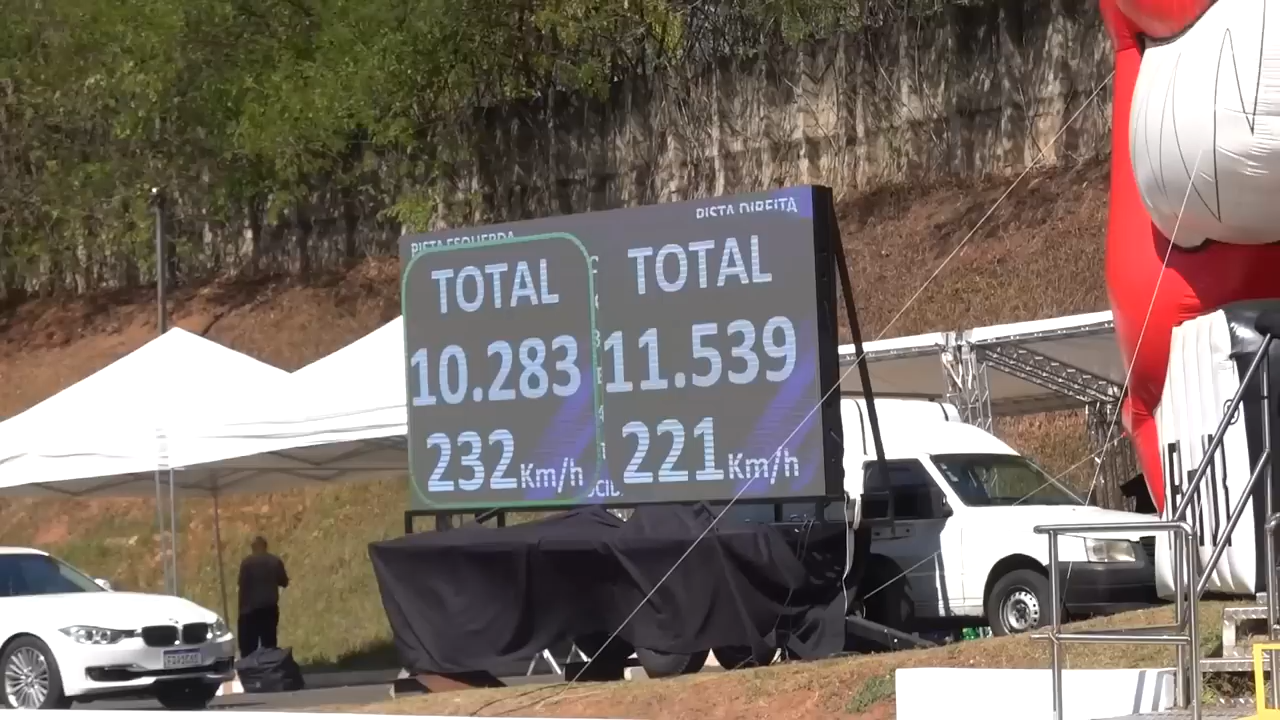 PISTA ESQUERDA
TOTAL
10.283
232 Km/h
PISTA DIREITA
TOTAL
11.539
221 Km/h